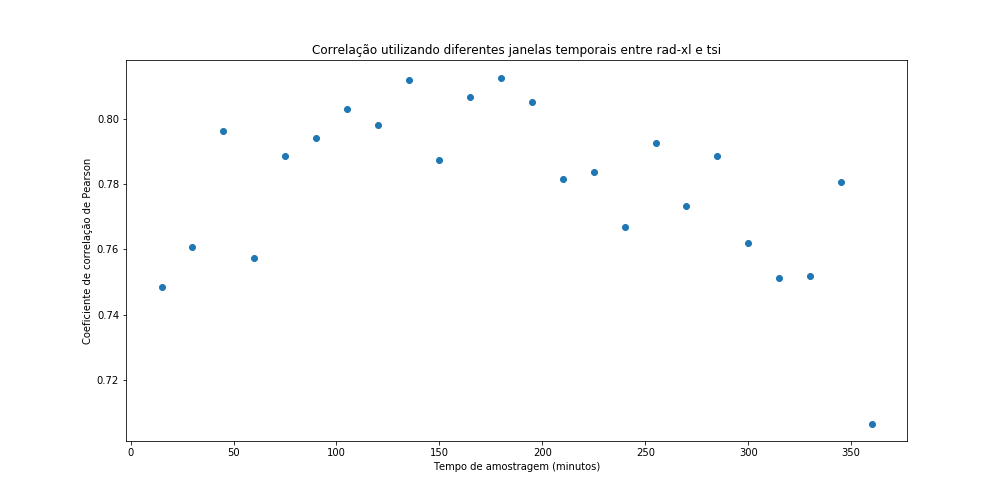 Correlação utilizando diferentes janelas temporais entre rad-xl e tsi
Coeficiente de correlação de Pearson
0.80
0.78
0.76
0.74
0.72
0 50 100 150 200 250 300 350
Tempo de amostragem (minutos)